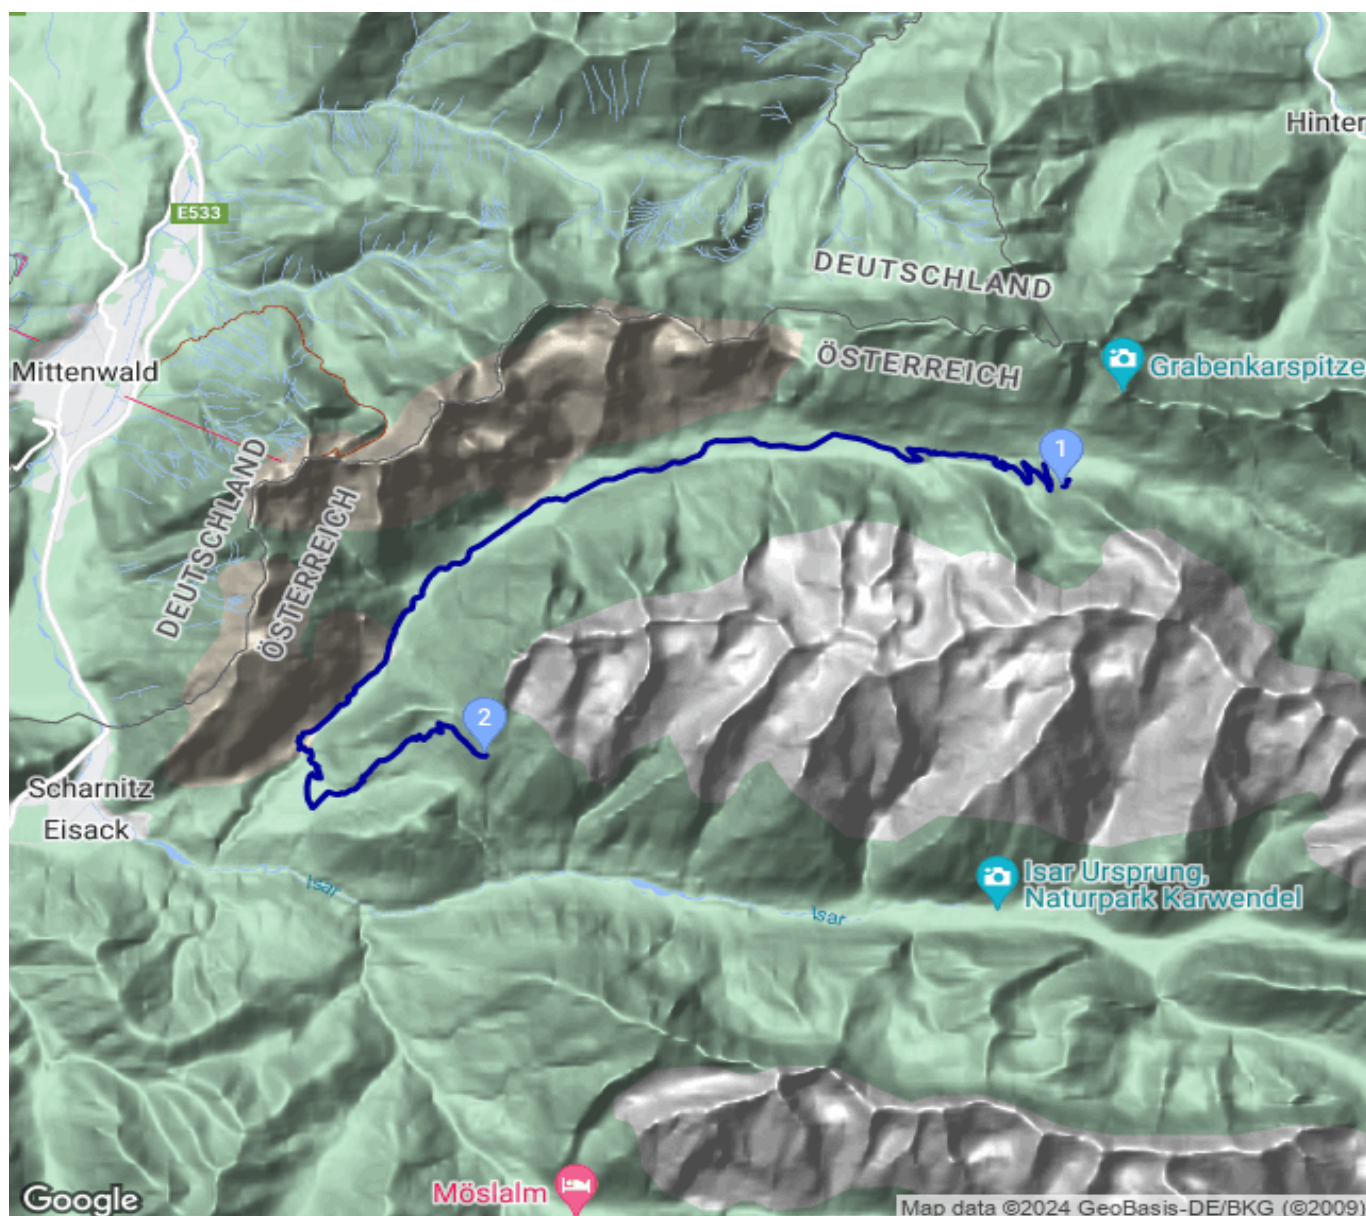 Hinter
E533
DEUTSCHLAND
ÖSTERREICH
Grabenkarspitze
Mittenwald
1
DEUTSCHLAND
ÖSTERREICH
2
Scharnitz
Eisack
Isar
Isar
Isar Ursprung,
Naturpark Karwendel
Möslalm
Google
Map data ©2024 GeoBasis-DE/BKG (©2009)